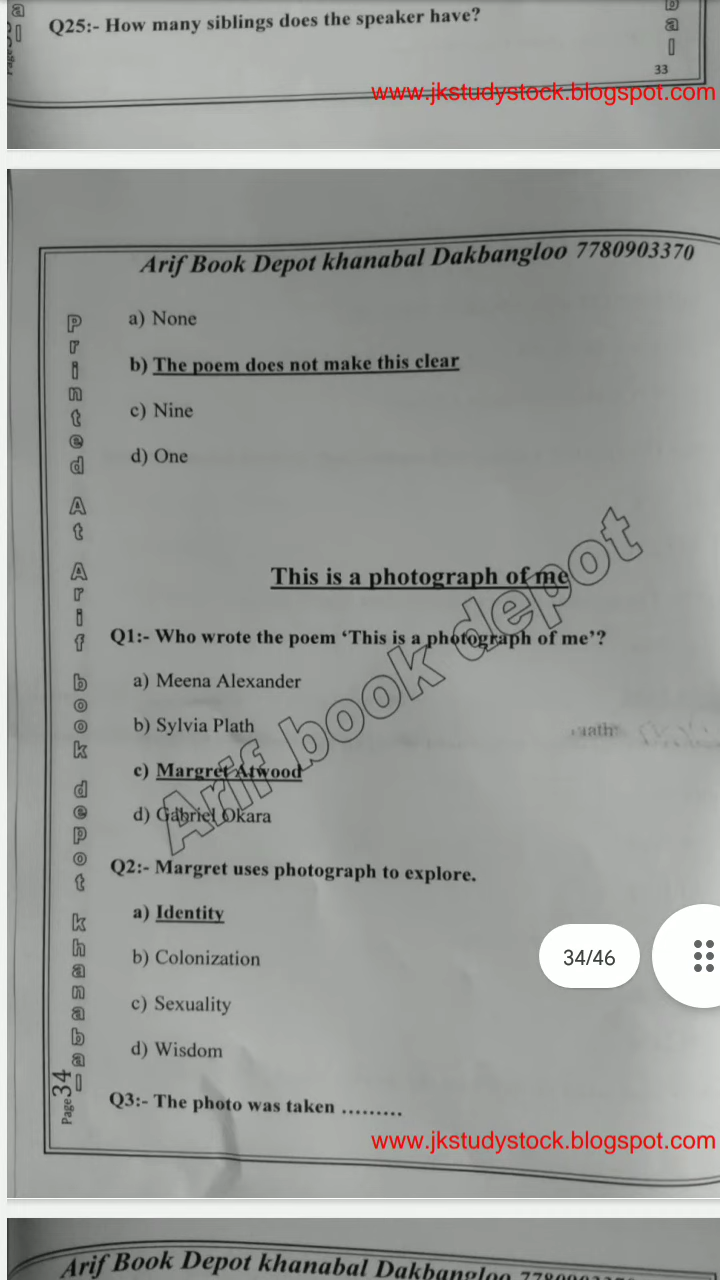 Q25:- How many siblings does the speaker have?
33
www.jkstudystock.blogspot.com
Arif Book Depot khanabal Dakbangloo 7780903370
a) None
b) The poem does not make this clear
c) Nine
d) One
This is a photograph of me
Q1:- Who wrote the poem ‘This is a photograph of me’?
a) Meena Alexander
b) Sylvia Plath
c) Margret Atwood
d) Gabriel Okara
Q2:- Margret uses photograph to explore.
a) Identity
b) Colonization
c) Sexuality
d) Wisdom
Q3:- The photo was taken .........
Printed At Arif book depot khanabal
Page34
Arif book depot
34/46
www.jkstudystock.blogspot.com
Arif Book Depot khanabal Dakbangloo